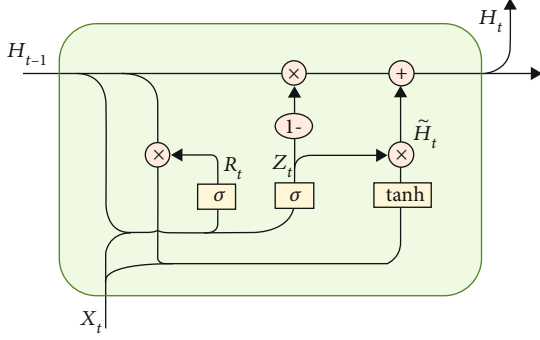 H_t
H_{t–1}
× +
1-
H̃_t
× R_t Z_t ×
σ σ tanh
X_t